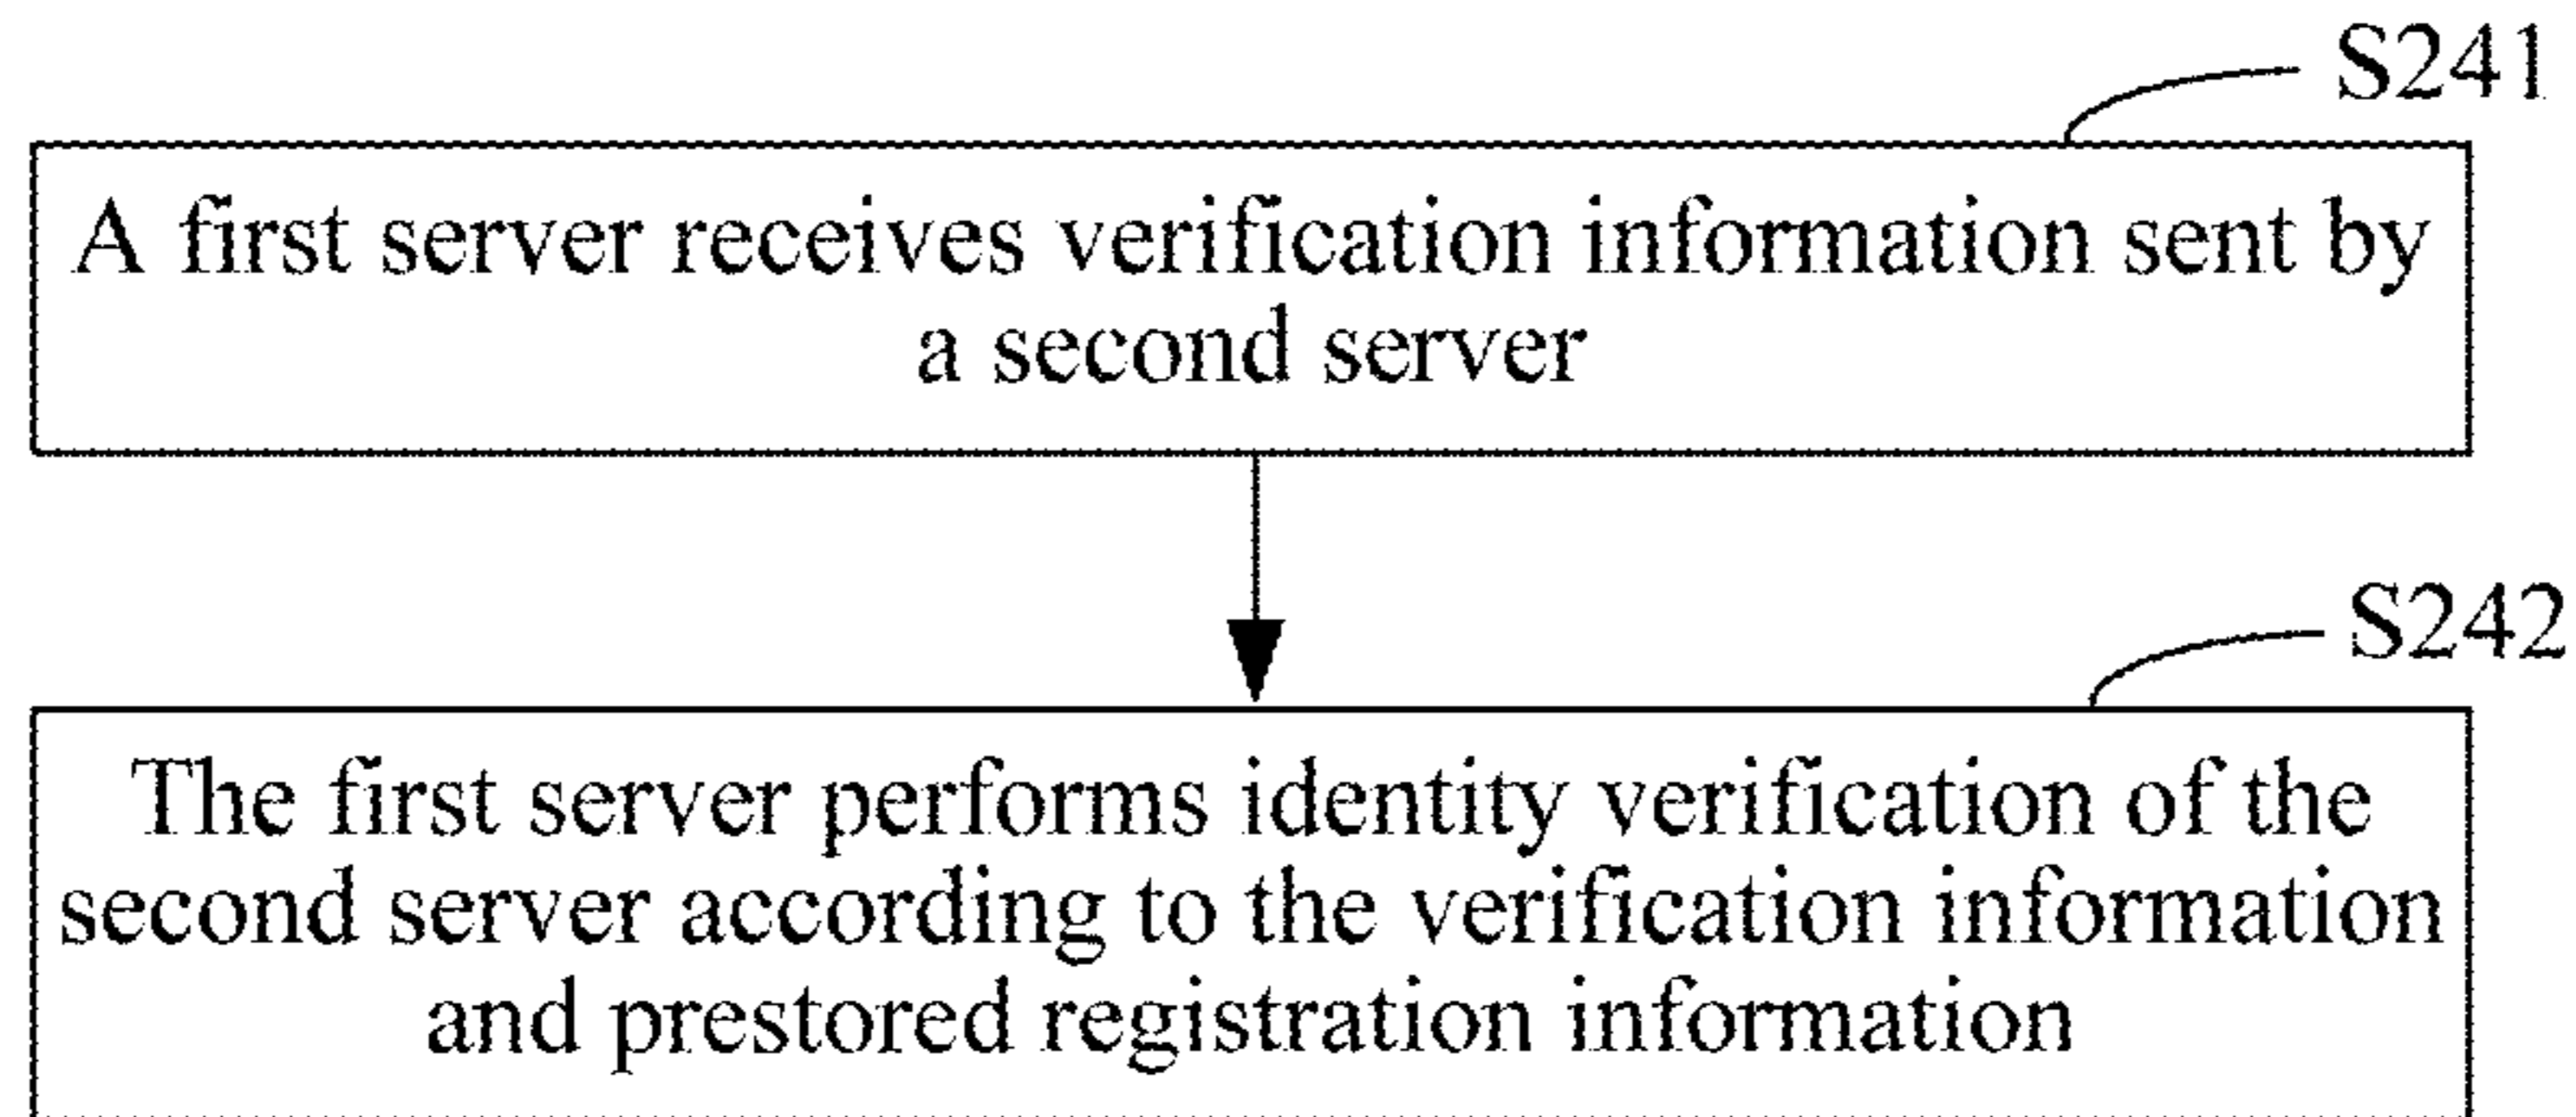 S241
A first server receives verification information sent by
a second server
S242
The first server performs identity verification of the
second server according to the verification information
and prestored registration information